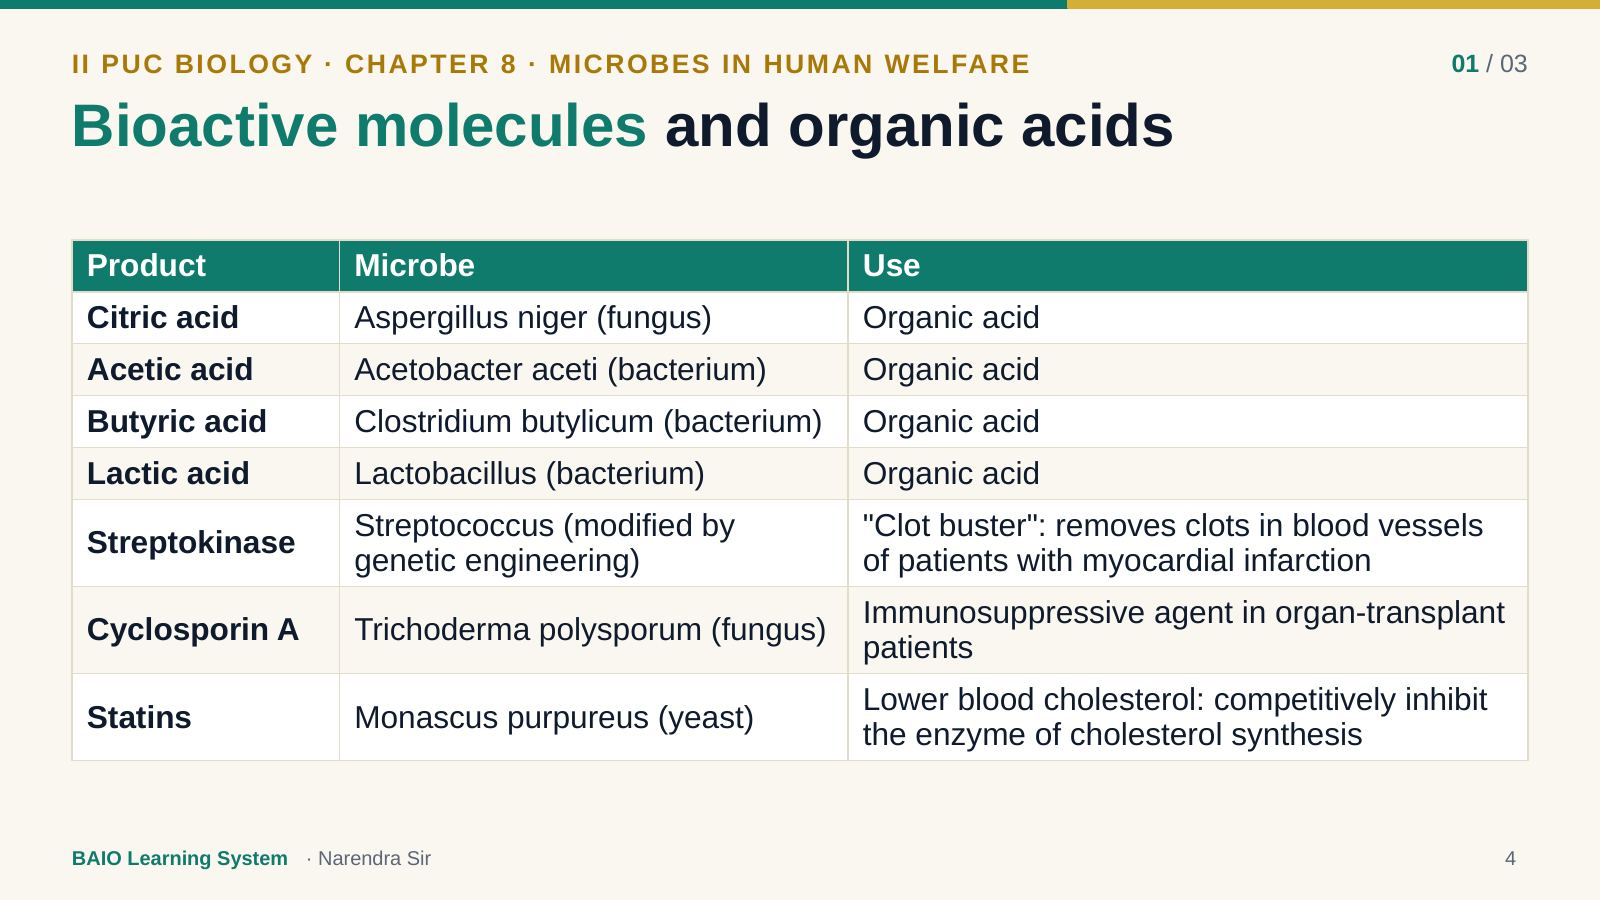 II PUC BIOLOGY · CHAPTER 8 · MICROBES IN HUMAN WELFARE
01 / 03
Bioactive molecules and organic acids
Product Microbe Use
Citric acid Aspergillus niger (fungus) Organic acid
Acetic acid Acetobacter aceti (bacterium) Organic acid
Butyric acid Clostridium butylicum (bacterium) Organic acid
Lactic acid Lactobacillus (bacterium) Organic acid
Streptokinase
Streptococcus (modified by
genetic engineering)
"Clot buster": removes clots in blood vessels
of patients with myocardial infarction
Cyclosporin A
Trichoderma polysporum (fungus)
Immunosuppressive agent in organ-transplant
patients
Statins
Monascus purpureus (yeast)
Lower blood cholesterol: competitively inhibit
the enzyme of cholesterol synthesis
BAIO Learning System · Narendra Sir
4